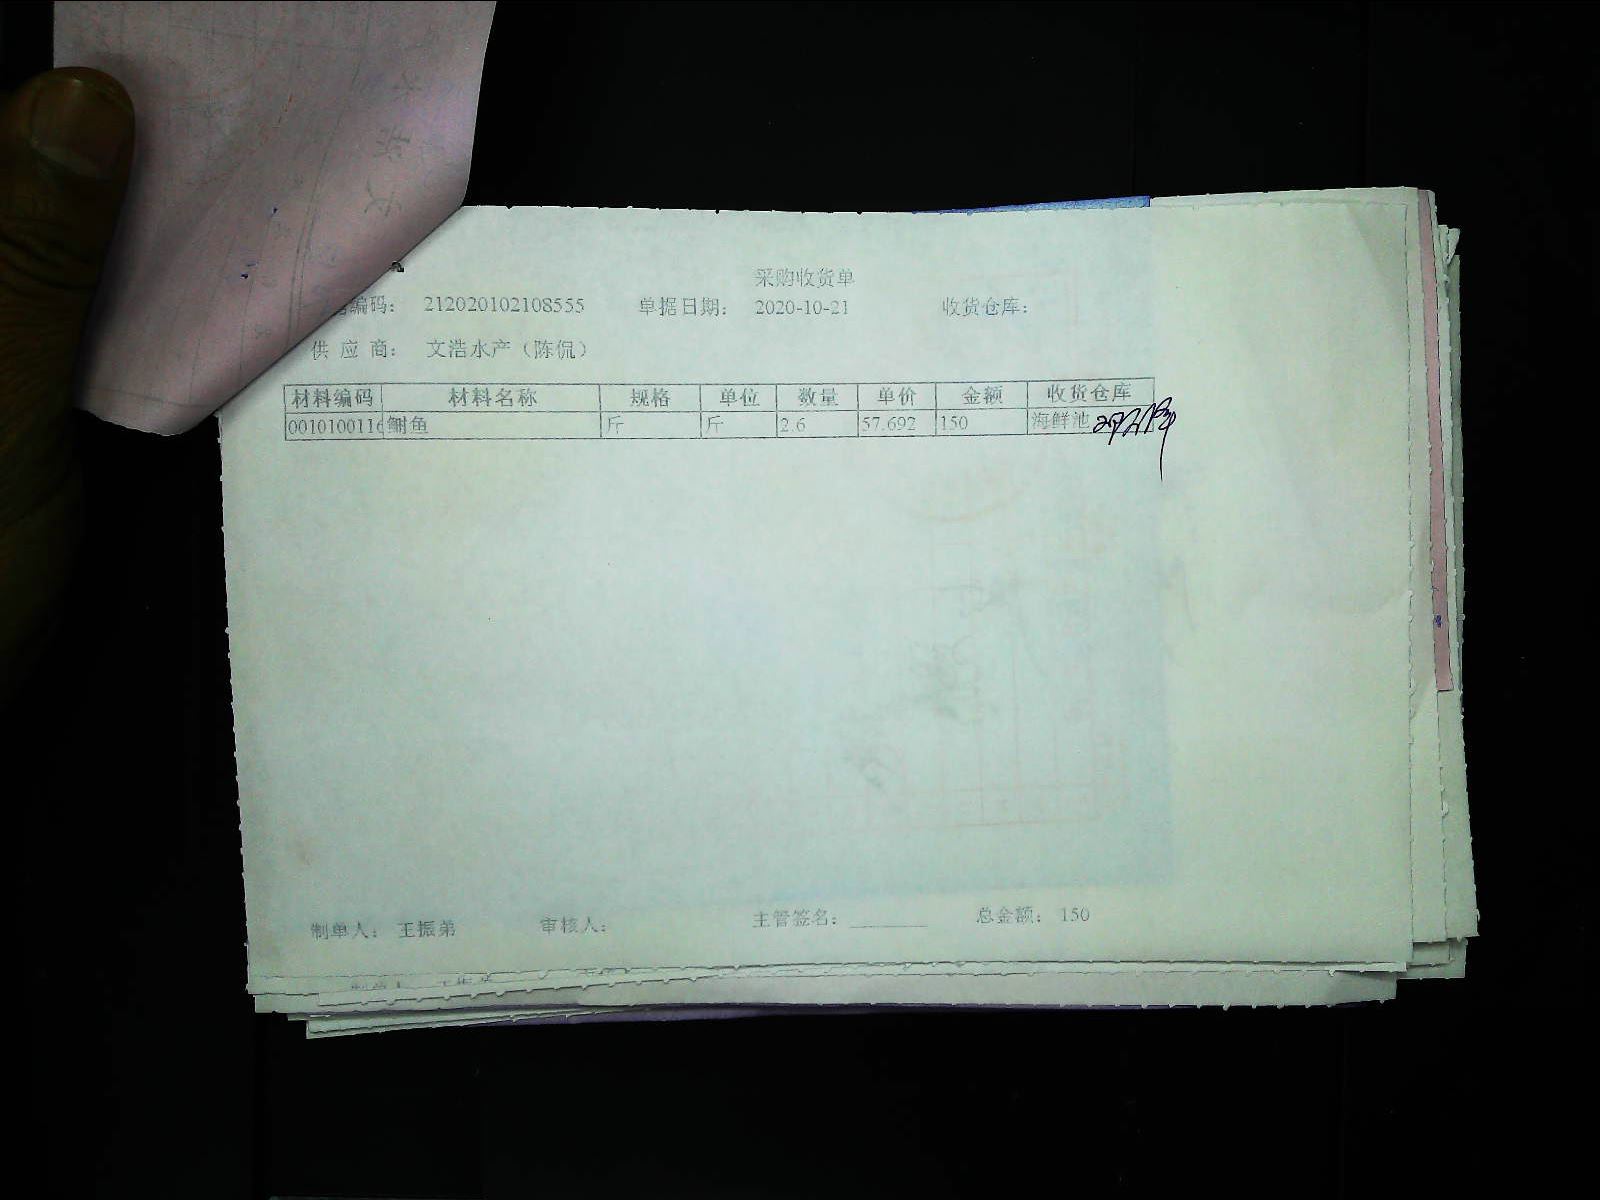 采购收货单
编码： 212020102108555 单据日期： 2020-10-21 收货仓库：
供 应 商： 文浩水产（陈侃）
材料编码 材料名称 规格 单位 数量 单价 金额 收货仓库
0010100116 鮰鱼 斤 斤 2.6 57.692 150 海鲜池
制单人： 王振弟 审核人： 主管签名： 总金额： 150